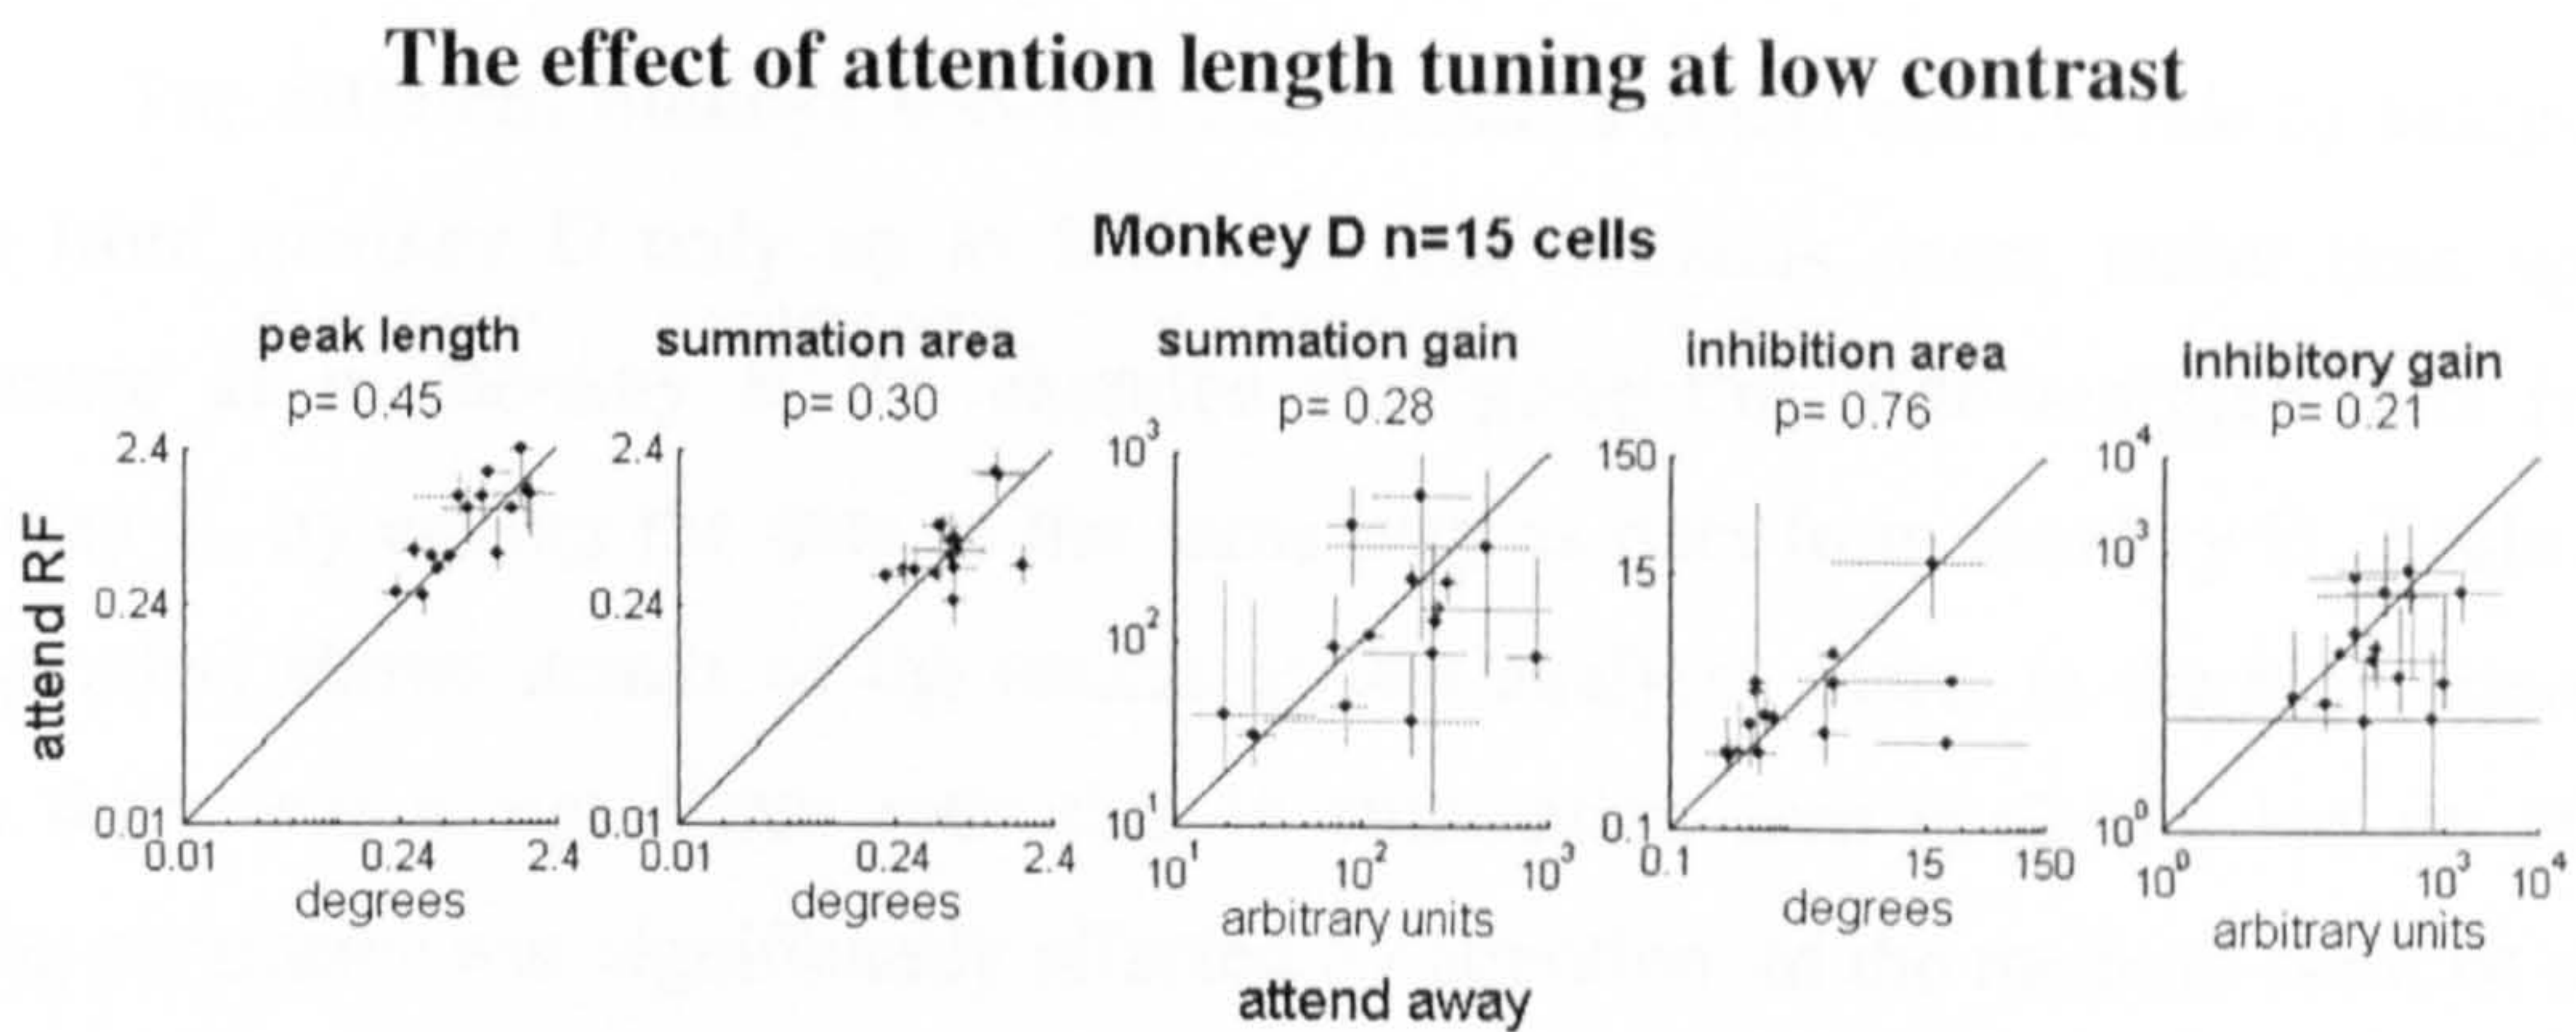 The effect of attention length tuning at low contrast
Monkey D n=15 cells
peak length summation area summation gain inhibition area inhibitory gain
p= 0.45 p= 0.30 p= 0.28 p= 0.76 p= 0.21
attend RF
2.4 2.4 10³ 150 10⁴
0.24 0.24 10² 15 10³
0.01 0.01 10¹ 0.1 10⁰
0.01 0.24 2.4 0.01 0.24 2.4 10¹ 10² 10³ 0.1 15 150 10⁰ 10³ 10⁴
degrees degrees arbitrary units degrees arbitrary units
attend away